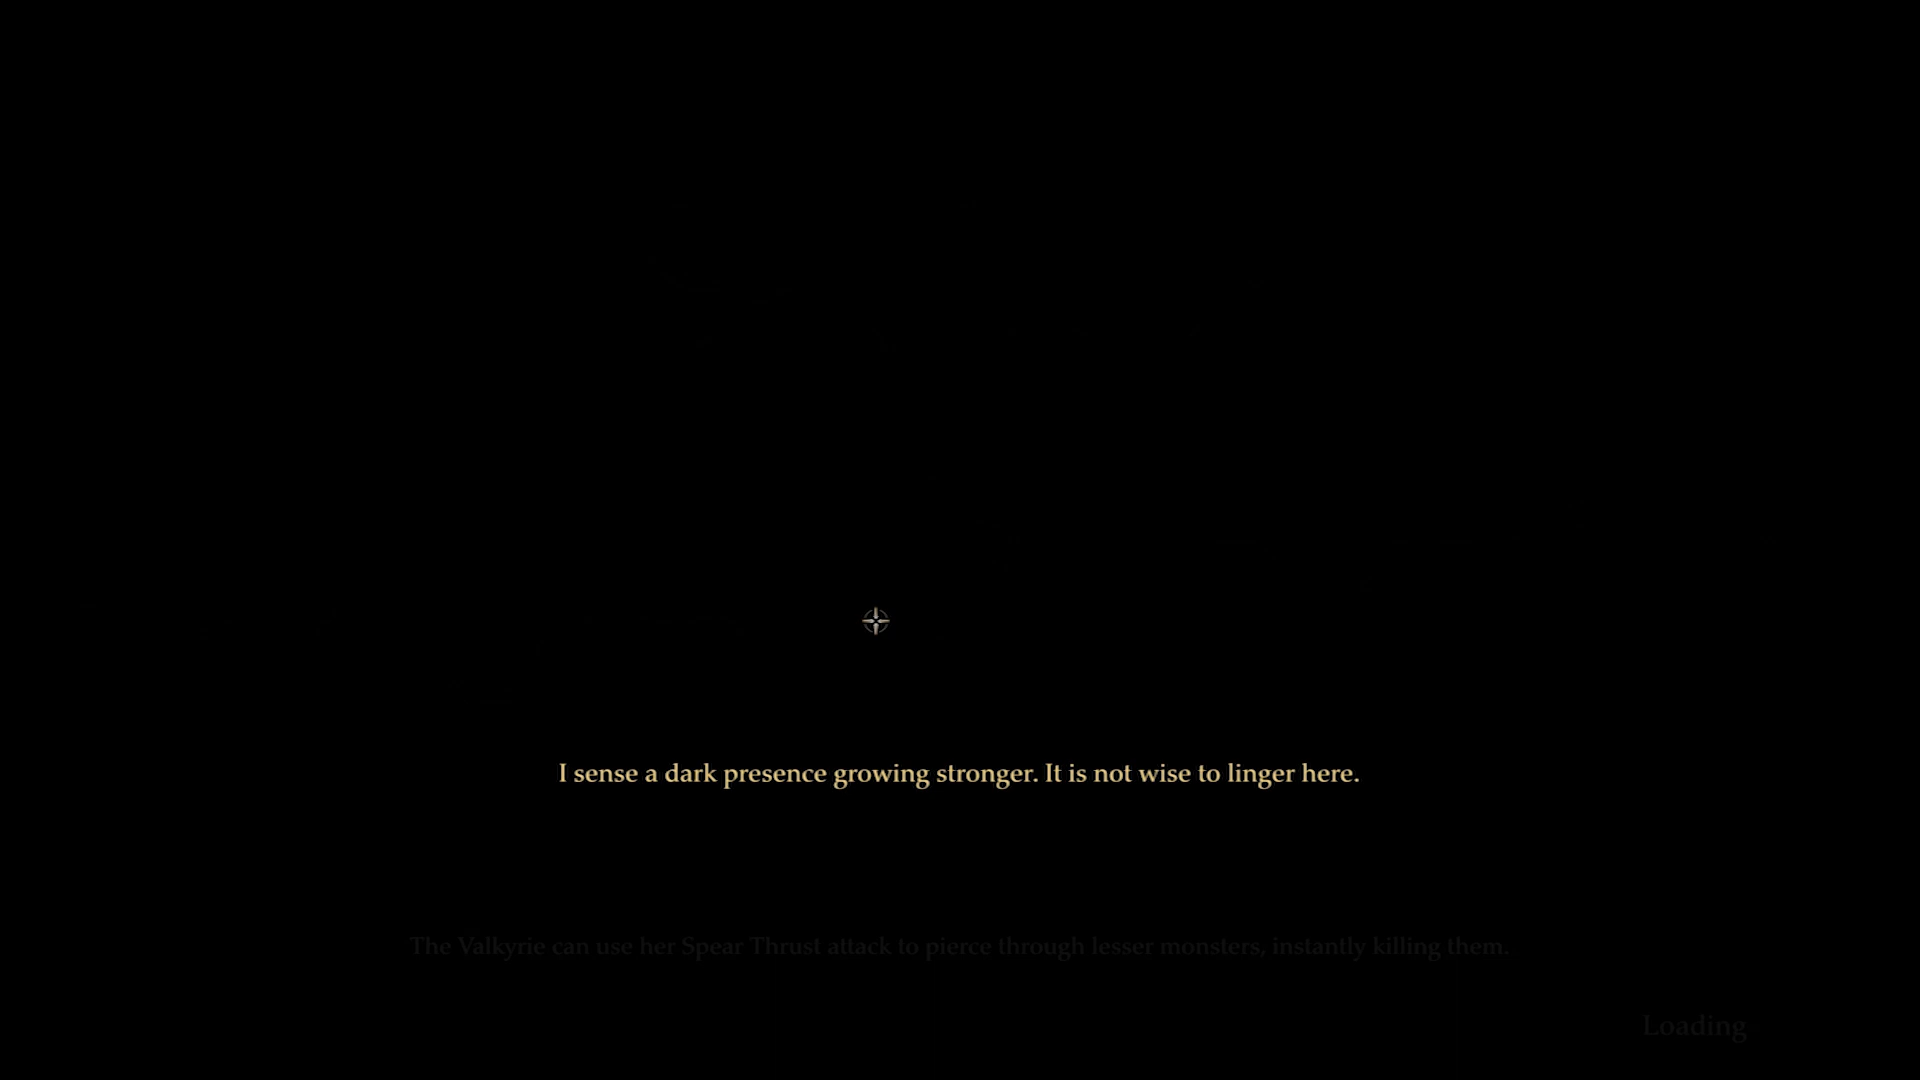 I sense a dark presence growing stronger. It is not wise to linger here.
The Valkyrie can use her Spear Thrust attack to pierce through lesser monsters, instantly killing them.
Loading